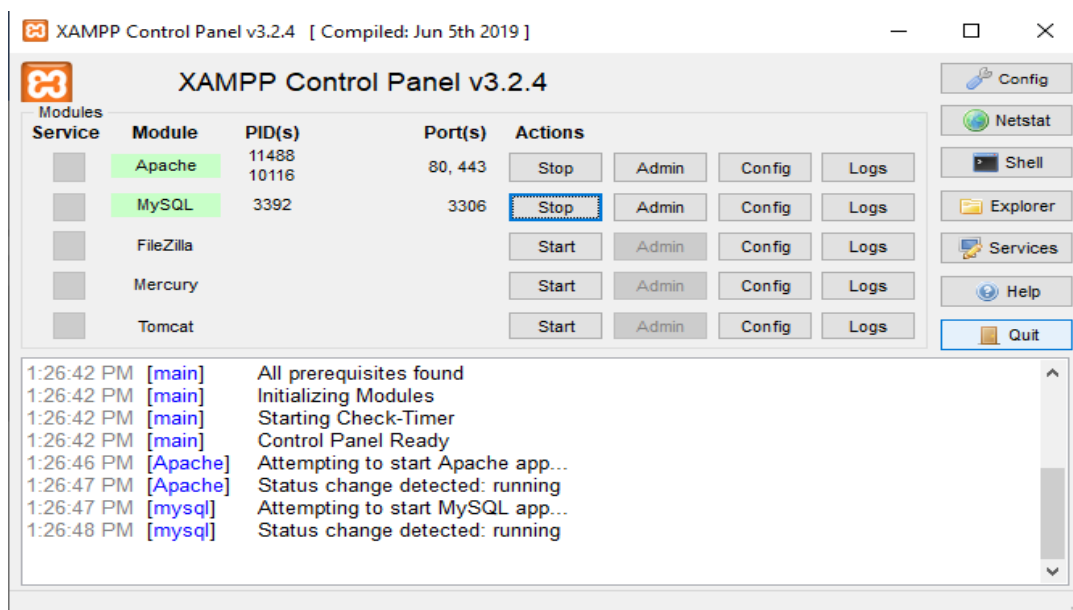 XAMPP Control Panel v3.2.4 [ Compiled: Jun 5th 2019 ]
XAMPP Control Panel v3.2.4
Modules
Service Module PID(s) Port(s) Actions
Apache 11488 10116 80, 443 Stop Admin Config Logs
MySQL 3392 3306 Stop Admin Config Logs
FileZilla Start Admin Config Logs
Mercury Start Admin Config Logs
Tomcat Start Admin Config Logs
Config
Netstat
Shell
Explorer
Services
Help
Quit
1:26:42 PM [main] All prerequisites found
1:26:42 PM [main] Initializing Modules
1:26:42 PM [main] Starting Check-Timer
1:26:42 PM [main] Control Panel Ready
1:26:46 PM [Apache] Attempting to start Apache app...
1:26:47 PM [Apache] Status change detected: running
1:26:47 PM [mysql] Attempting to start MySQL app...
1:26:48 PM [mysql] Status change detected: running